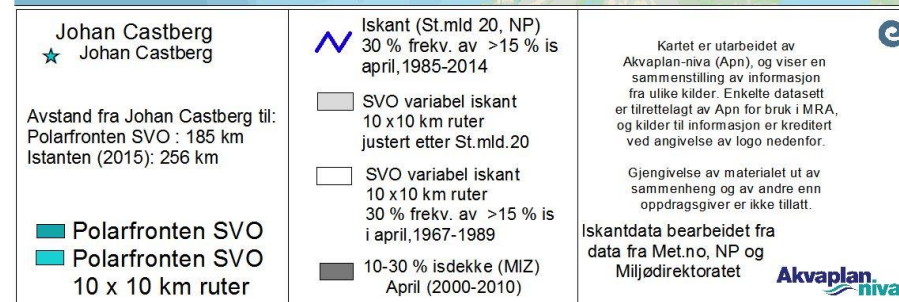 Johan Castberg
Johan Castberg
Avstand fra Johan Castberg til:
Polarfronten SVO : 185 km
Istanten (2015): 256 km
Polarfronten SVO
Polarfronten SVO
10 x 10 km ruter
Iskant (St.mld 20, NP)
30 % frekv. av >15 % is
april,1985-2014
SVO variabel iskant
10 x10 km ruter
justert etter St.mld.20
SVO variabel iskant
10 x10 km ruter
30 % frekv. av >15 % is
i april,1967-1989
10-30 % isdekke (MIZ)
April (2000-2010)
Kartet er utarbeidet av
Akvaplan-niva (Apn), og viser en
sammenstilling av informasjon
fra ulike kilder. Enkelte datasett
er tilrettelagt av Apn for bruk i MRA,
og kilder til informasjon er kreditert
ved angivelse av logo nedenfor.
Gjengivelse av materialet ut av
sammenheng og av andre enn
oppdragsgiver er ikke tillatt.
Iskantdata bearbeidet fra
data fra Met.no, NP og
Miljødirektoratet
Akvaplan
niva